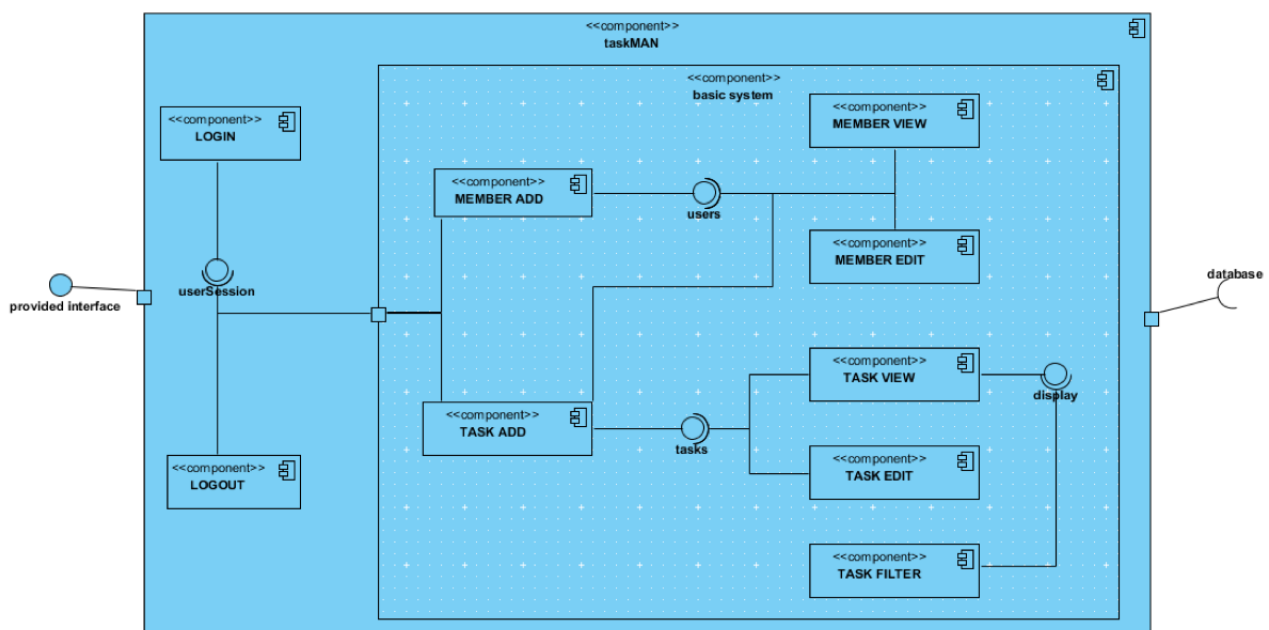 <<component>>
taskMAN
<<component>>
basic system
<<component>>
LOGIN
<<component>>
MEMBER VIEW
<<component>>
MEMBER ADD
users
<<component>>
MEMBER EDIT
provided interface
userSession
database
<<component>>
TASK VIEW
display
<<component>>
TASK ADD
tasks
<<component>>
LOGOUT
<<component>>
TASK EDIT
<<component>>
TASK FILTER